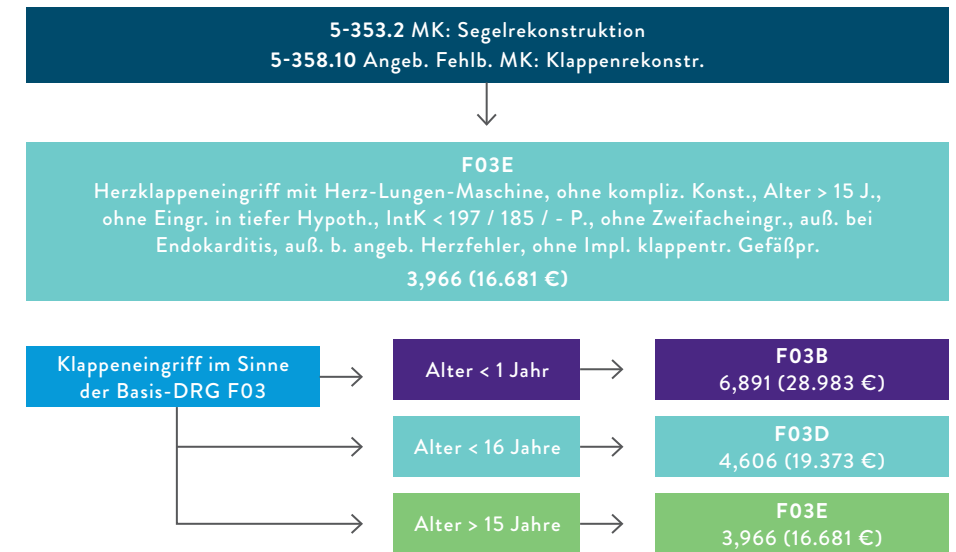 5-353.2 MK: Segelrekonstruktion
5-358.10 Angeb. Fehlb. MK: Klappenrekonstr.
F03E
Herzklappeneingriff mit Herz-Lungen-Maschine, ohne kompliz. Konst., Alter > 15 J.,
ohne Eingr. in tiefer Hypoth., IntK < 197 / 185 / - P., ohne Zweifacheingr., auß. bei
Endokarditis, auß. b. angeb. Herzfehler, ohne Impl. klappentr. Gefäßpr.
3,966 (16.681 €)
Klappeneingriff im Sinne
der Basis-DRG F03
Alter < 1 Jahr
F03B
6,891 (28.983 €)
Alter < 16 Jahre
F03D
4,606 (19.373 €)
Alter > 15 Jahre
F03E
3,966 (16.681 €)